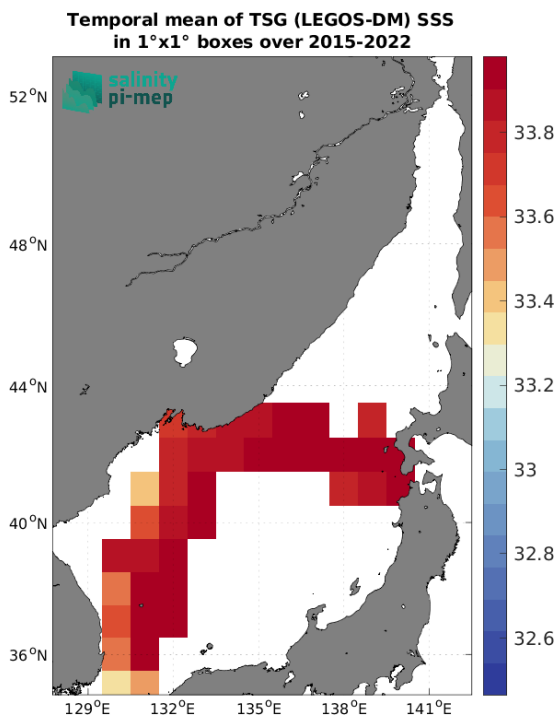 Temporal mean of TSG (LEGOS-DM) SSS
in 1°x1° boxes over 2015-2022
salinity
pi-mep
52°N
48°N
44°N
40°N
36°N
129°E
132°E
135°E
138°E
141°E
33.8
33.6
33.4
33.2
33
32.8
32.6